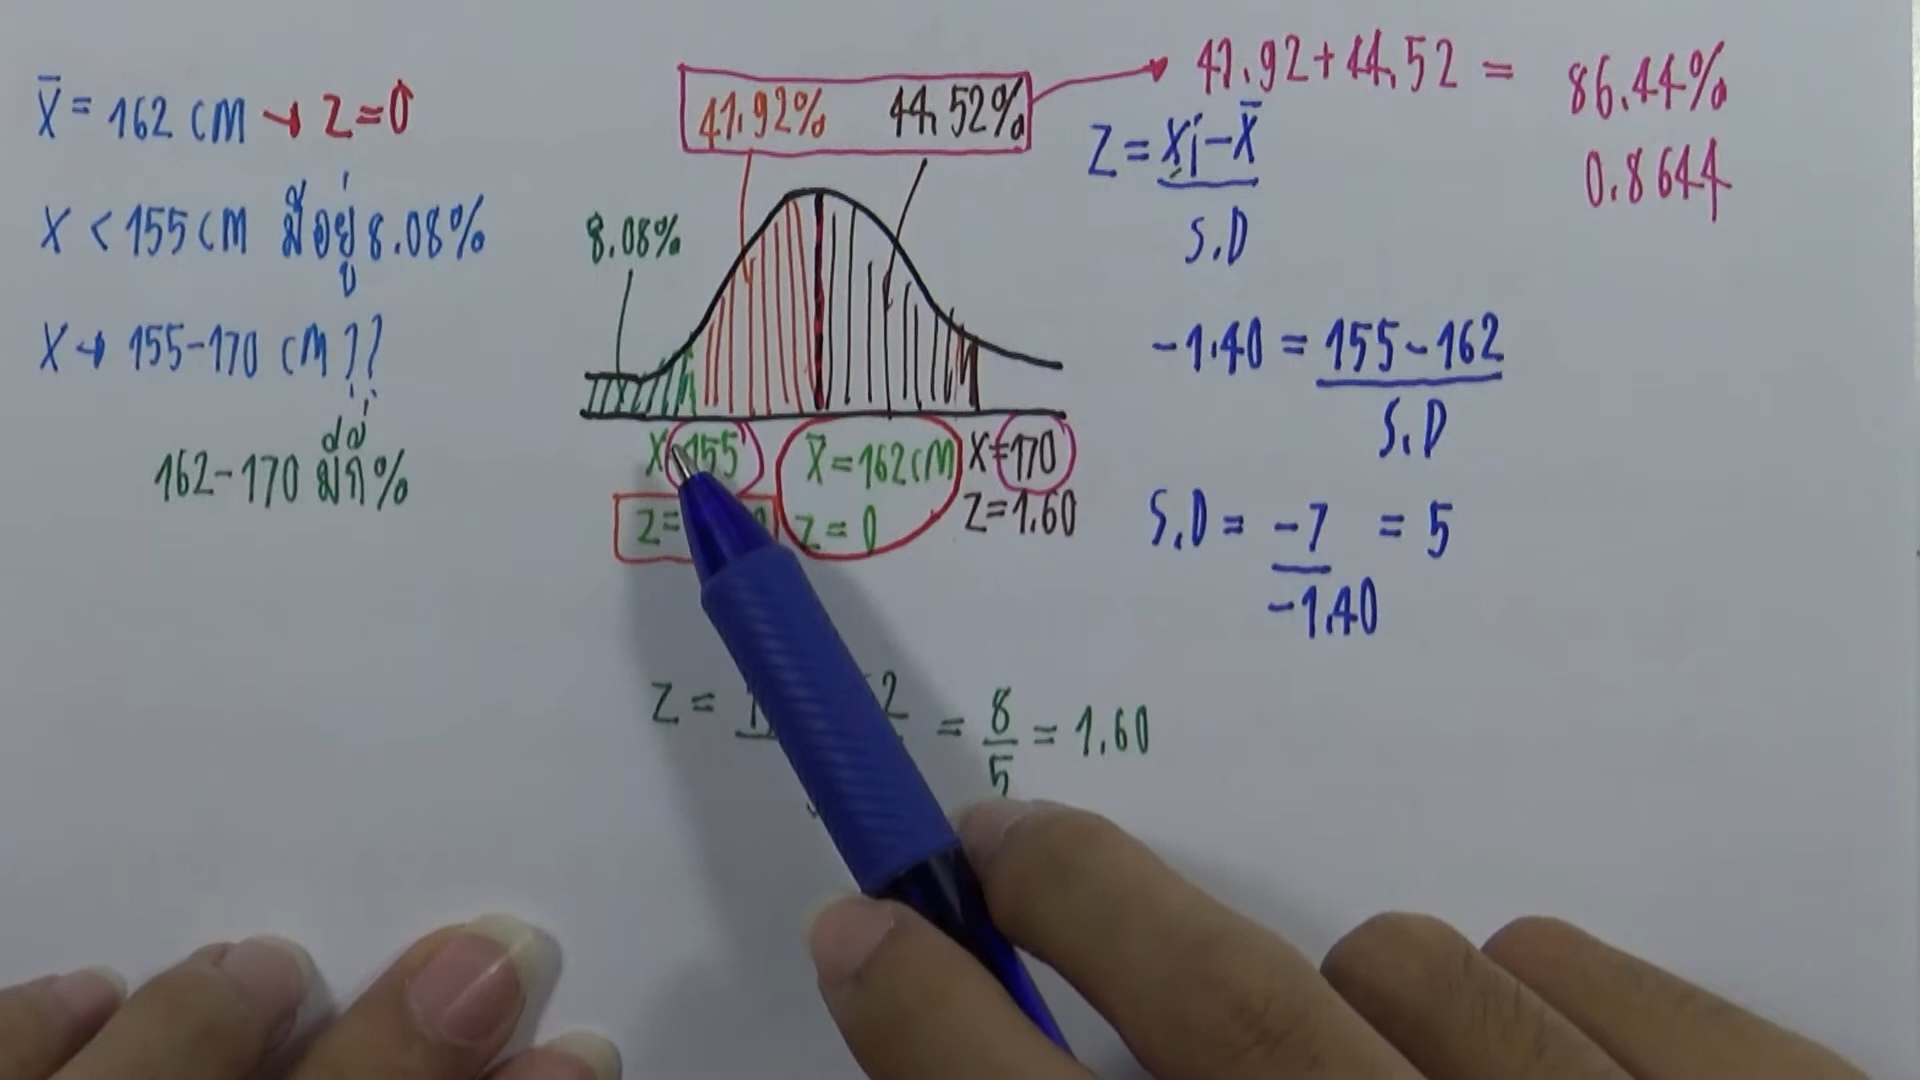 X̄ = 162 cm → Z=0
X < 155 cm มีอยู่ 8.08%
X → 155-170 cm ??
162-170 มีกี่%
41.92% 44.52%
8.08%
X=155
Z=
X̄=162cm
Z=0
X=170
Z=1.60
41.92+44.52 = 86.44%
0.8644
Z = Xi-X̄
S.D
-1.40 = 155-162
S.D
S.D = -7 = 5
-1.40
Z = 2 = 8 = 1.60
5